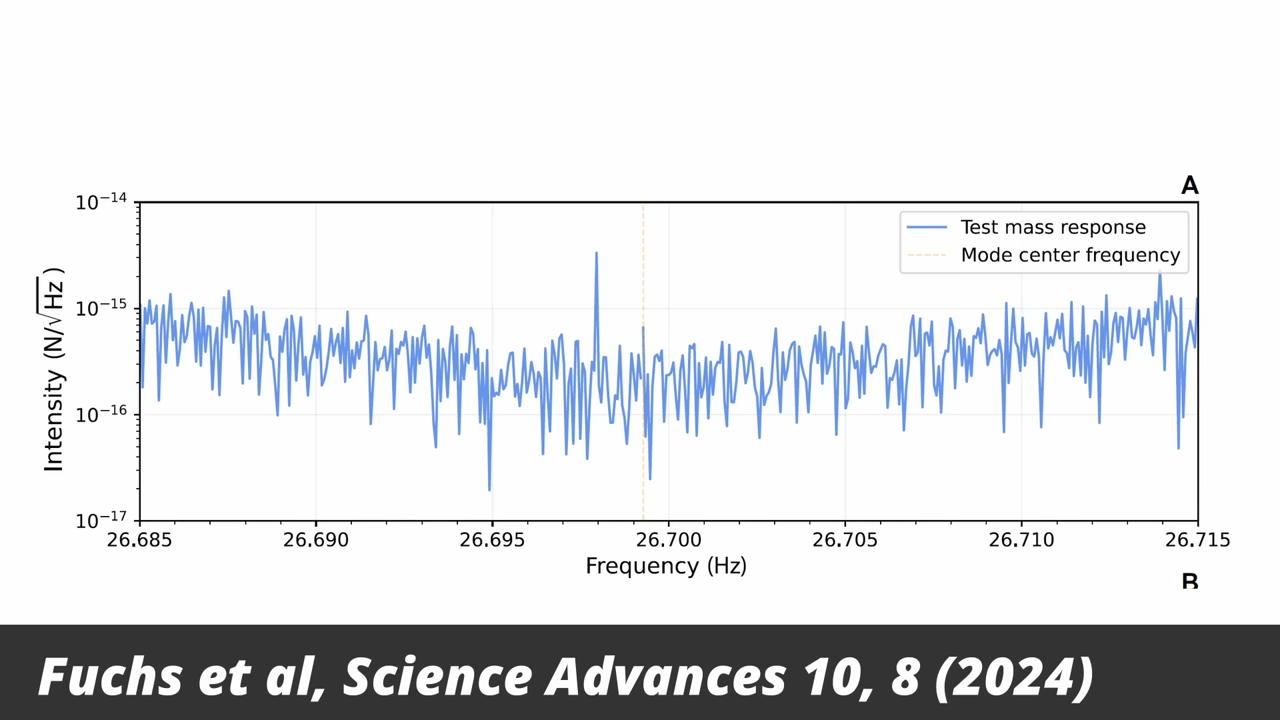 A
10⁻¹⁴
10⁻¹⁵
10⁻¹⁶
10⁻¹⁷
Intensity (N/√Hz)
Test mass response
Mode center frequency
26.685 26.690 26.695 26.700 26.705 26.710 26.715
Frequency (Hz)
B
Fuchs et al, Science Advances 10, 8 (2024)